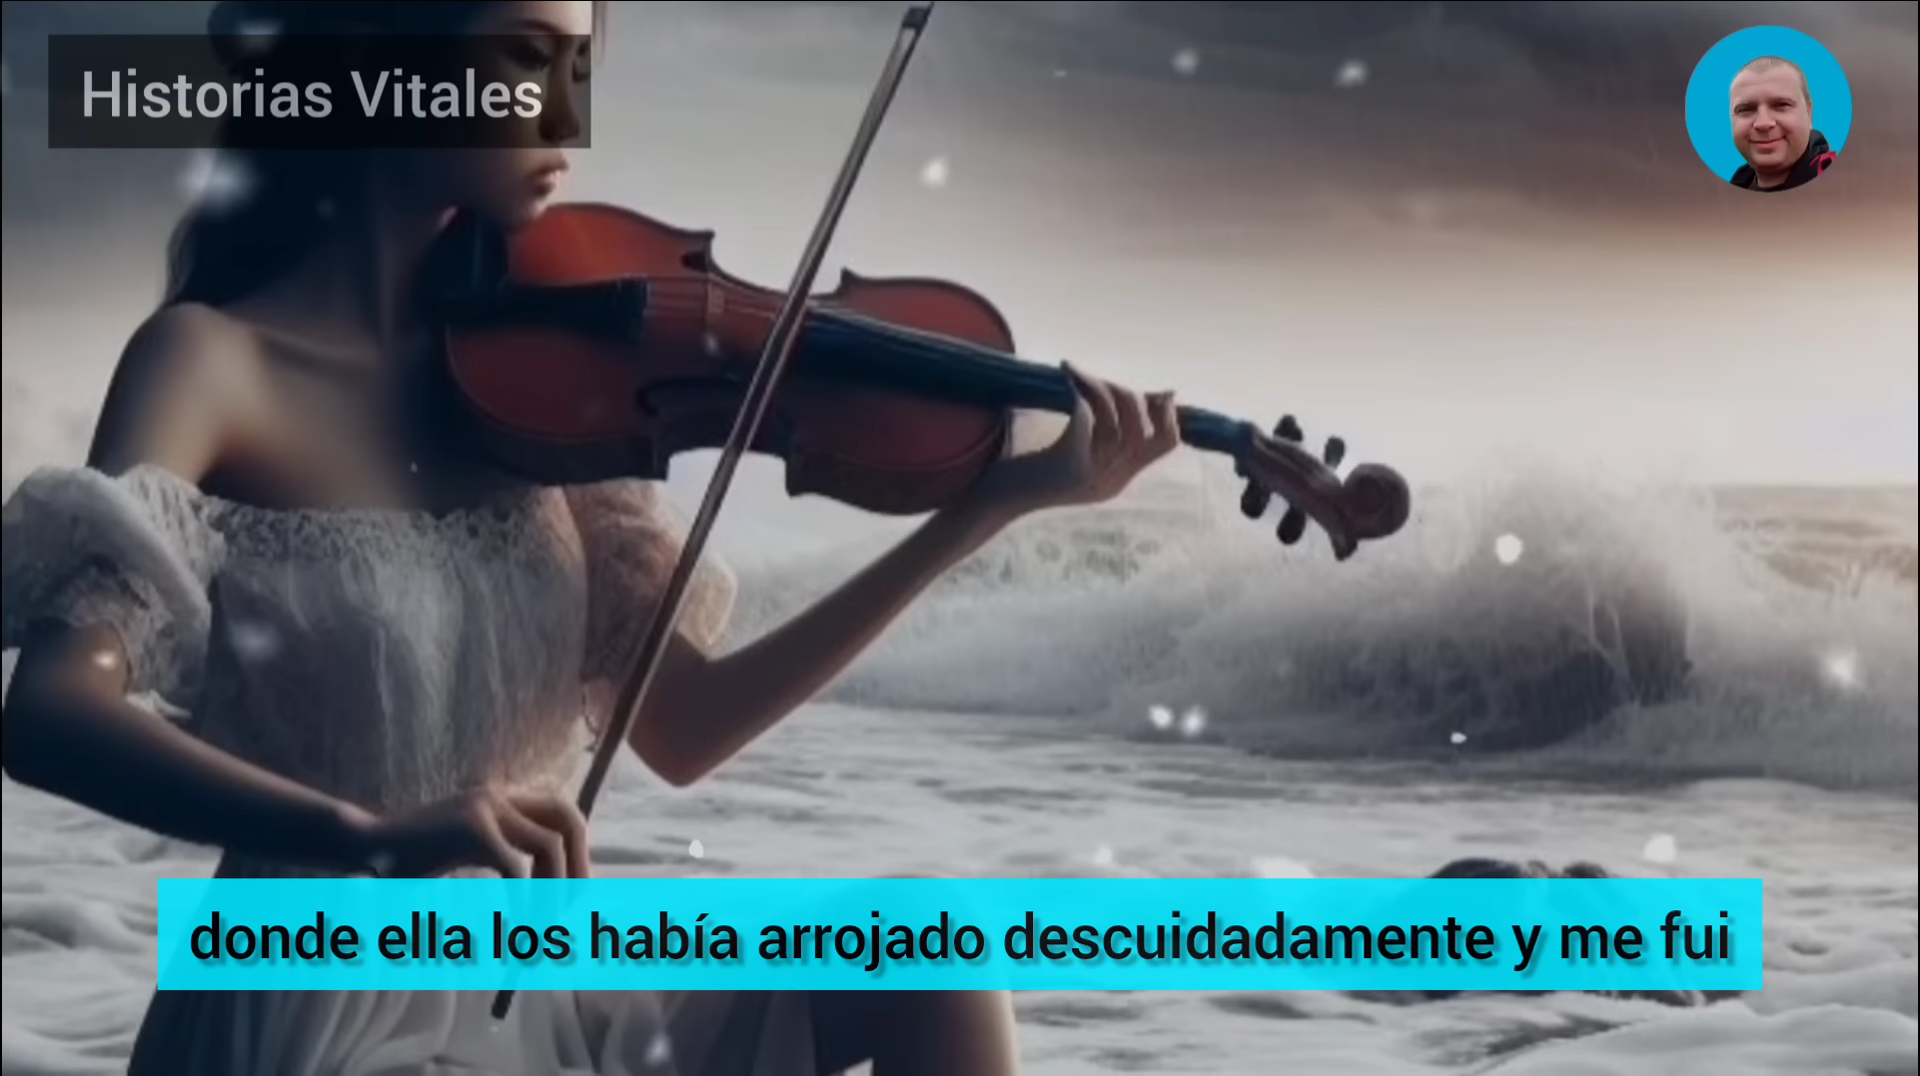 Historias Vitales
donde ella los había arrojado descuidadamente y me fui